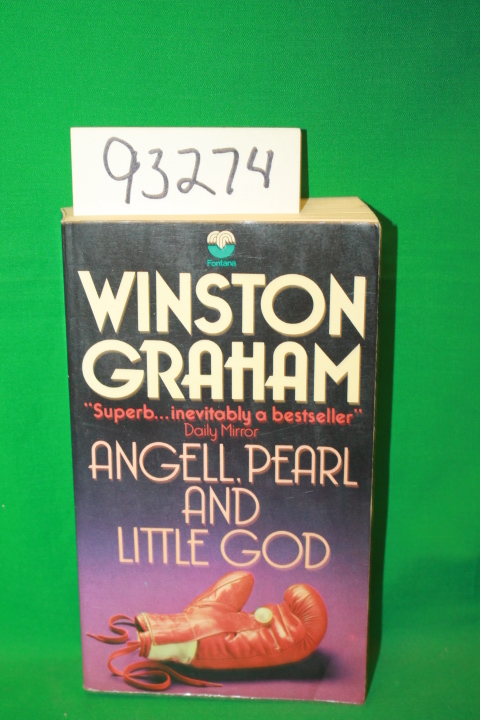 93274
Fontana
WINSTON
GRAHAM
"Superb...inevitably a bestseller"
Daily Mirror
ANGELL, PEARL
AND
LITTLE GOD